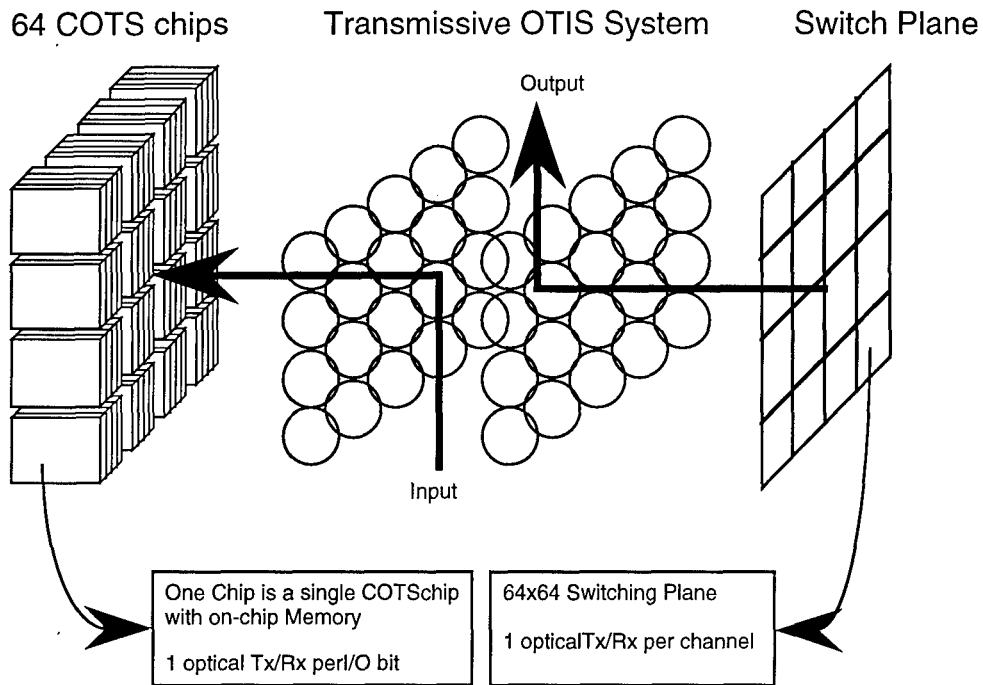 64 COTS chips
Transmissive OTIS System
Switch Plane
Output
Input
One Chip is a single COTSchip
with on-chip Memory
1 optical Tx/Rx perI/O bit
64x64 Switching Plane
1 opticalTx/Rx per channel